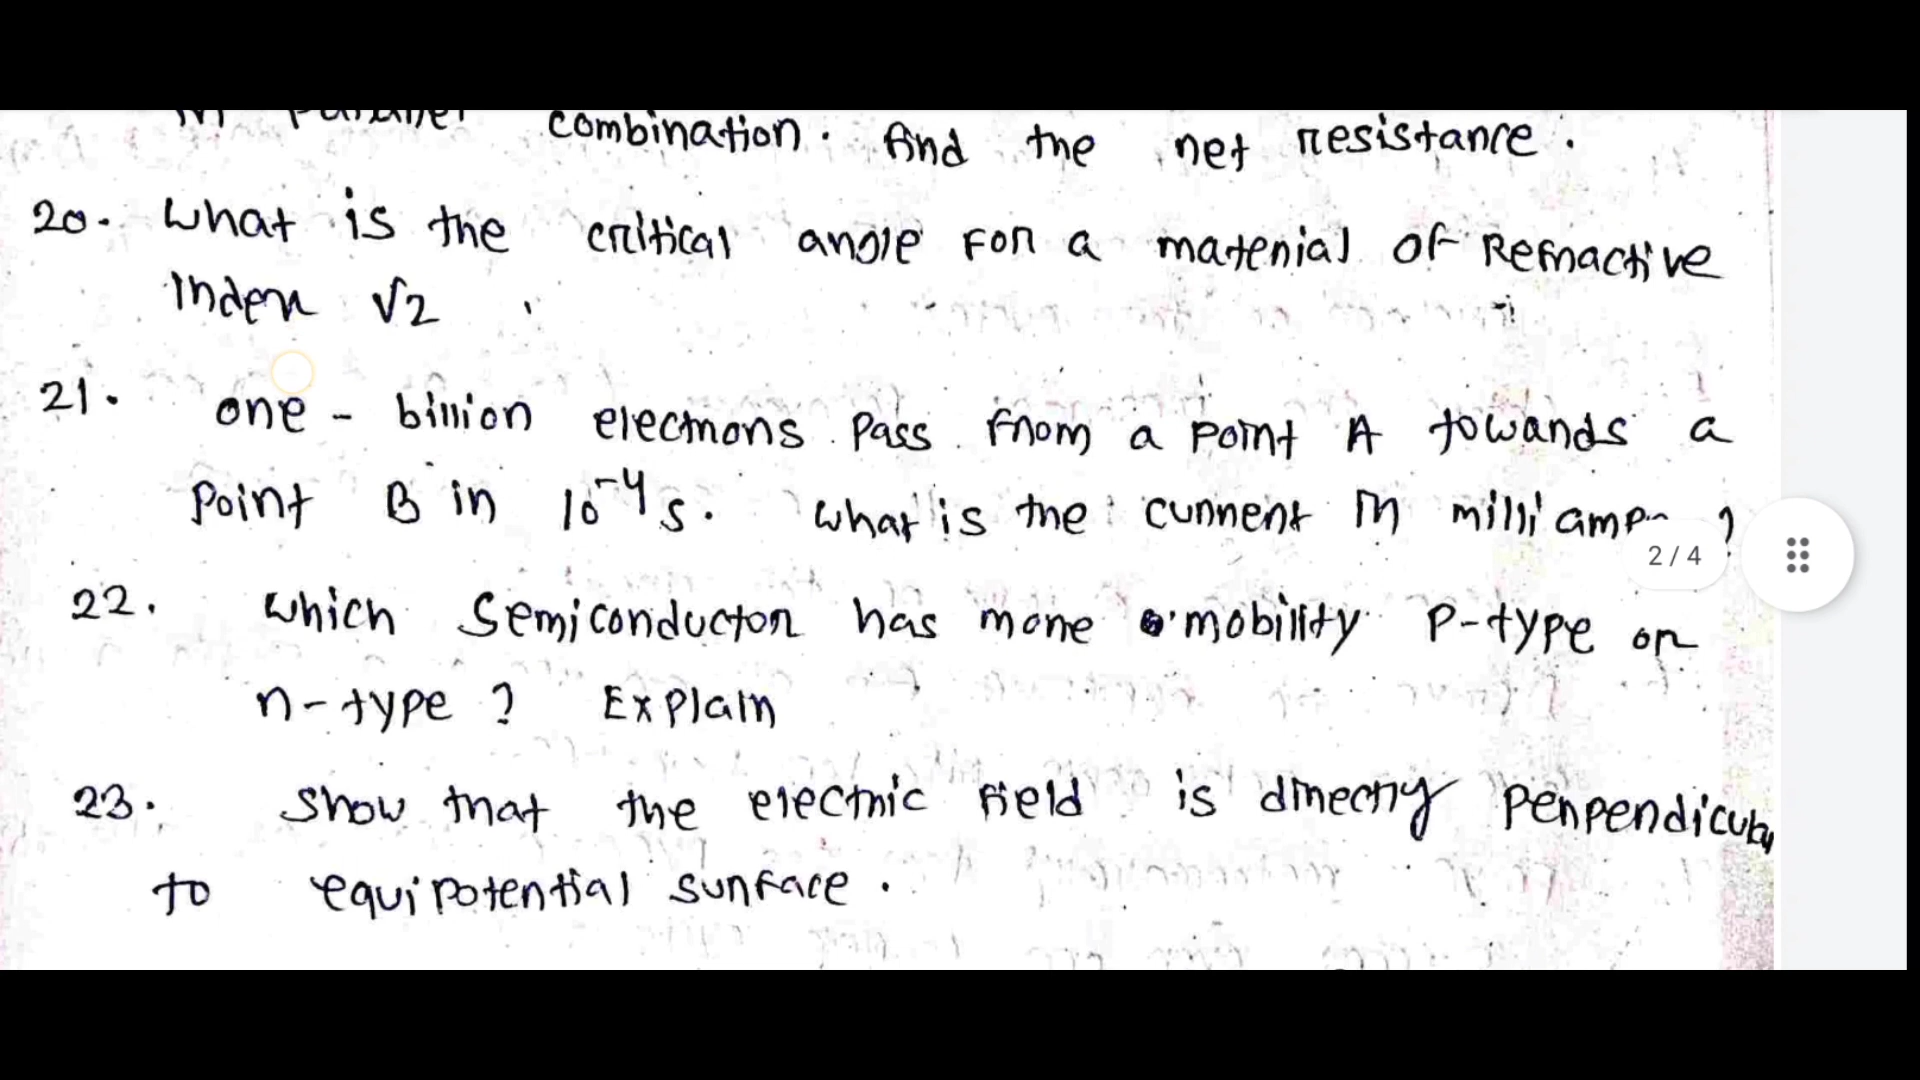 combination. find the net resistance.
20. What is the critical angle for a material of Refractive
Index √2
21. one - billion electrons pass from a point A towards a
point B in 10⁻⁴s. What is the current in milli
2 / 4
22. Which Semiconductor has more mobility P-type or
n-type ? Explain
23. Show that the electric field is directly perpendicular
to equipotential surface.